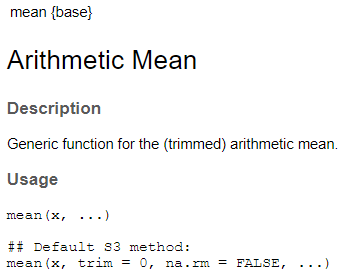 mean {base}
Arithmetic Mean
Description
Generic function for the (trimmed) arithmetic mean.
Usage
mean(x, ...)
## Default S3 method:
mean(x, trim = 0, na.rm = FALSE, ...)